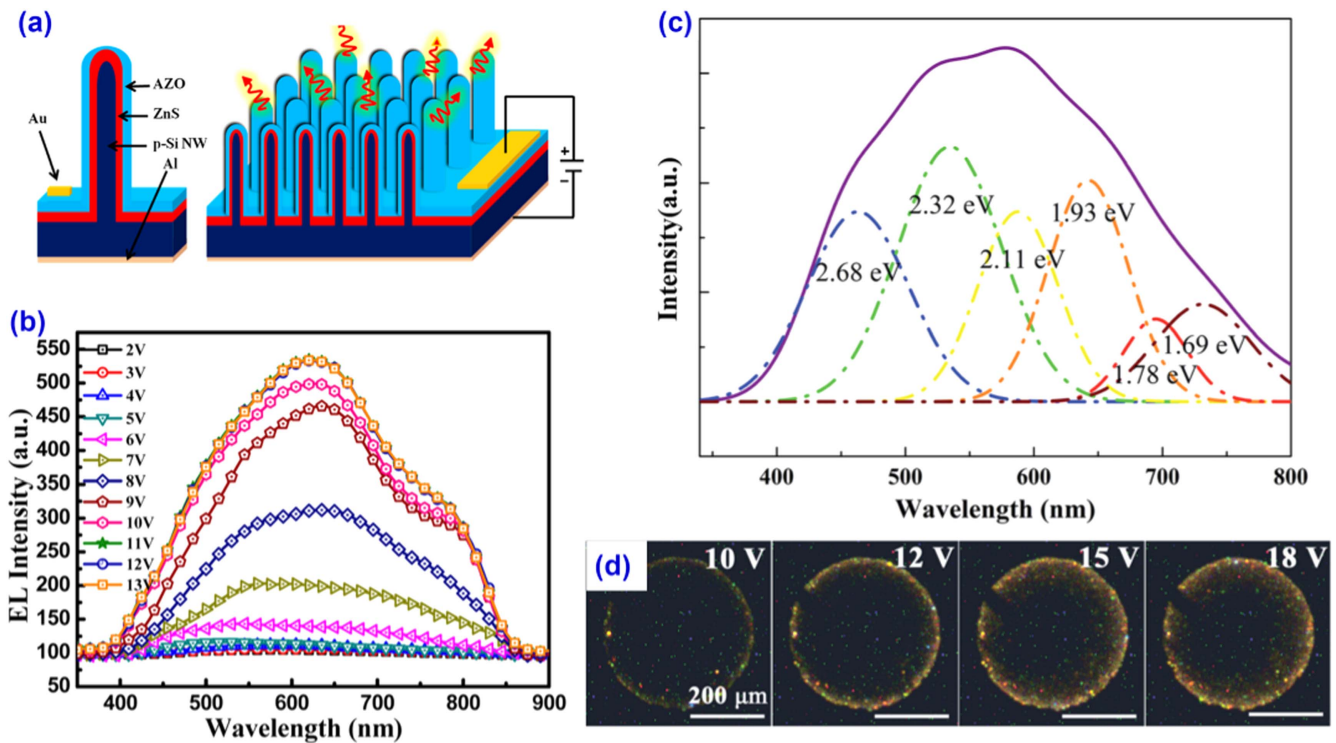 (a)
AZO
ZnS
p-Si NW
Al
Au
+
−
(b)
EL Intensity (a.u.)
550
500
450
400
350
300
250
200
150
100
50
2V
3V
4V
5V
6V
7V
8V
9V
10V
11V
12V
13V
400 500 600 700 800 900
Wavelength (nm)
(c)
Intensity(a.u.)
2.68 eV
2.32 eV
2.11 eV
1.93 eV
1.78 eV
1.69 eV
400 500 600 700 800
Wavelength (nm)
(d)
10 V
12 V
15 V
18 V
200 μm